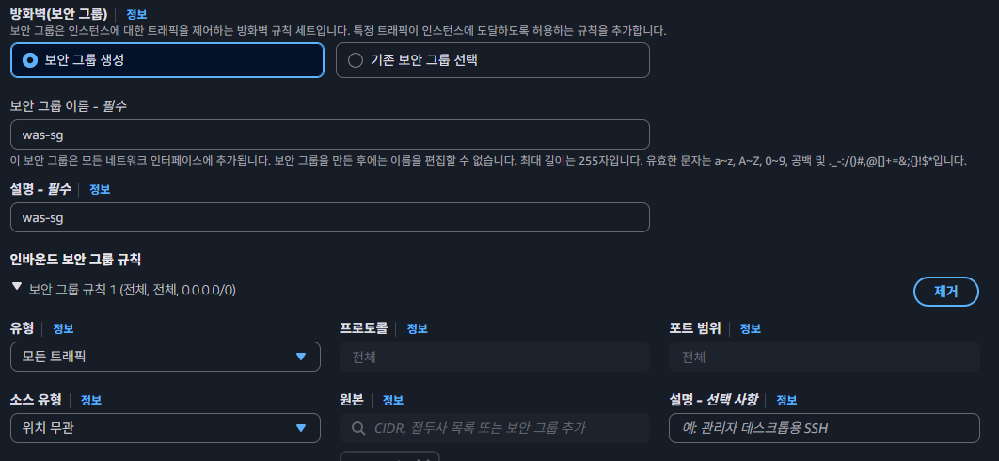 방화벽(보안 그룹) 정보
보안 그룹은 인스턴스에 대한 트래픽을 제어하는 방화벽 규칙 세트입니다. 특정 트래픽이 인스턴스에 도달하도록 허용하는 규칙을 추가합니다.
보안 그룹 생성 기존 보안 그룹 선택
보안 그룹 이름 - 필수
was-sg
이 보안 그룹은 모든 네트워크 인터페이스에 추가됩니다. 보안 그룹을 만든 후에는 이름을 편집할 수 없습니다. 최대 길이는 255자입니다. 유효한 문자는 a~z, A~Z, 0~9, 공백 및 ._-:/()#,@[]+=&;{}!$*입니다.
설명 - 필수 정보
was-sg
인바운드 보안 그룹 규칙
보안 그룹 규칙 1 (전체, 전체, 0.0.0.0/0) 제거
유형 정보 프로토콜 정보 포트 범위 정보
모든 트래픽 전체 전체
소스 유형 정보 원본 정보 설명 - 선택 사항 정보
위치 무관 CIDR, 접두사 목록 또는 보안 그룹 추가 예: 관리자 데스크톱용 SSH